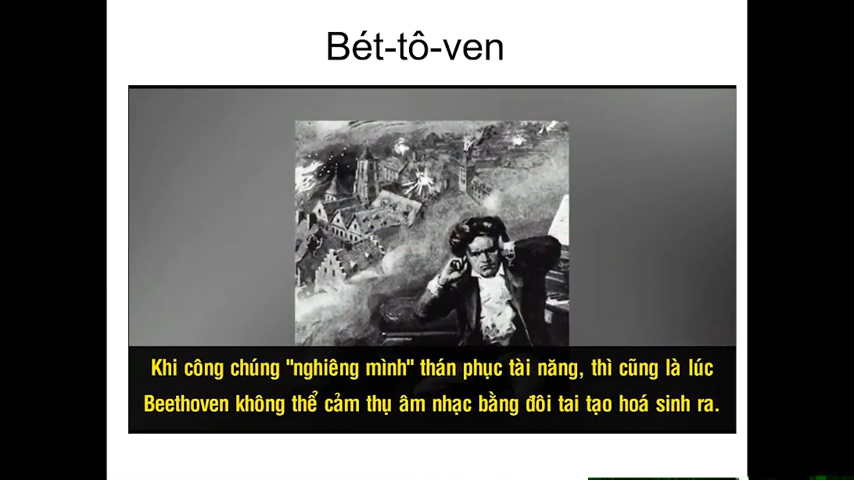 Bét-tô-ven
Khi công chúng "nghiêng mình" thán phục tài năng, thì cũng là lúc
Beethoven không thể cảm thụ âm nhạc bằng đôi tai tạo hoá sinh ra.